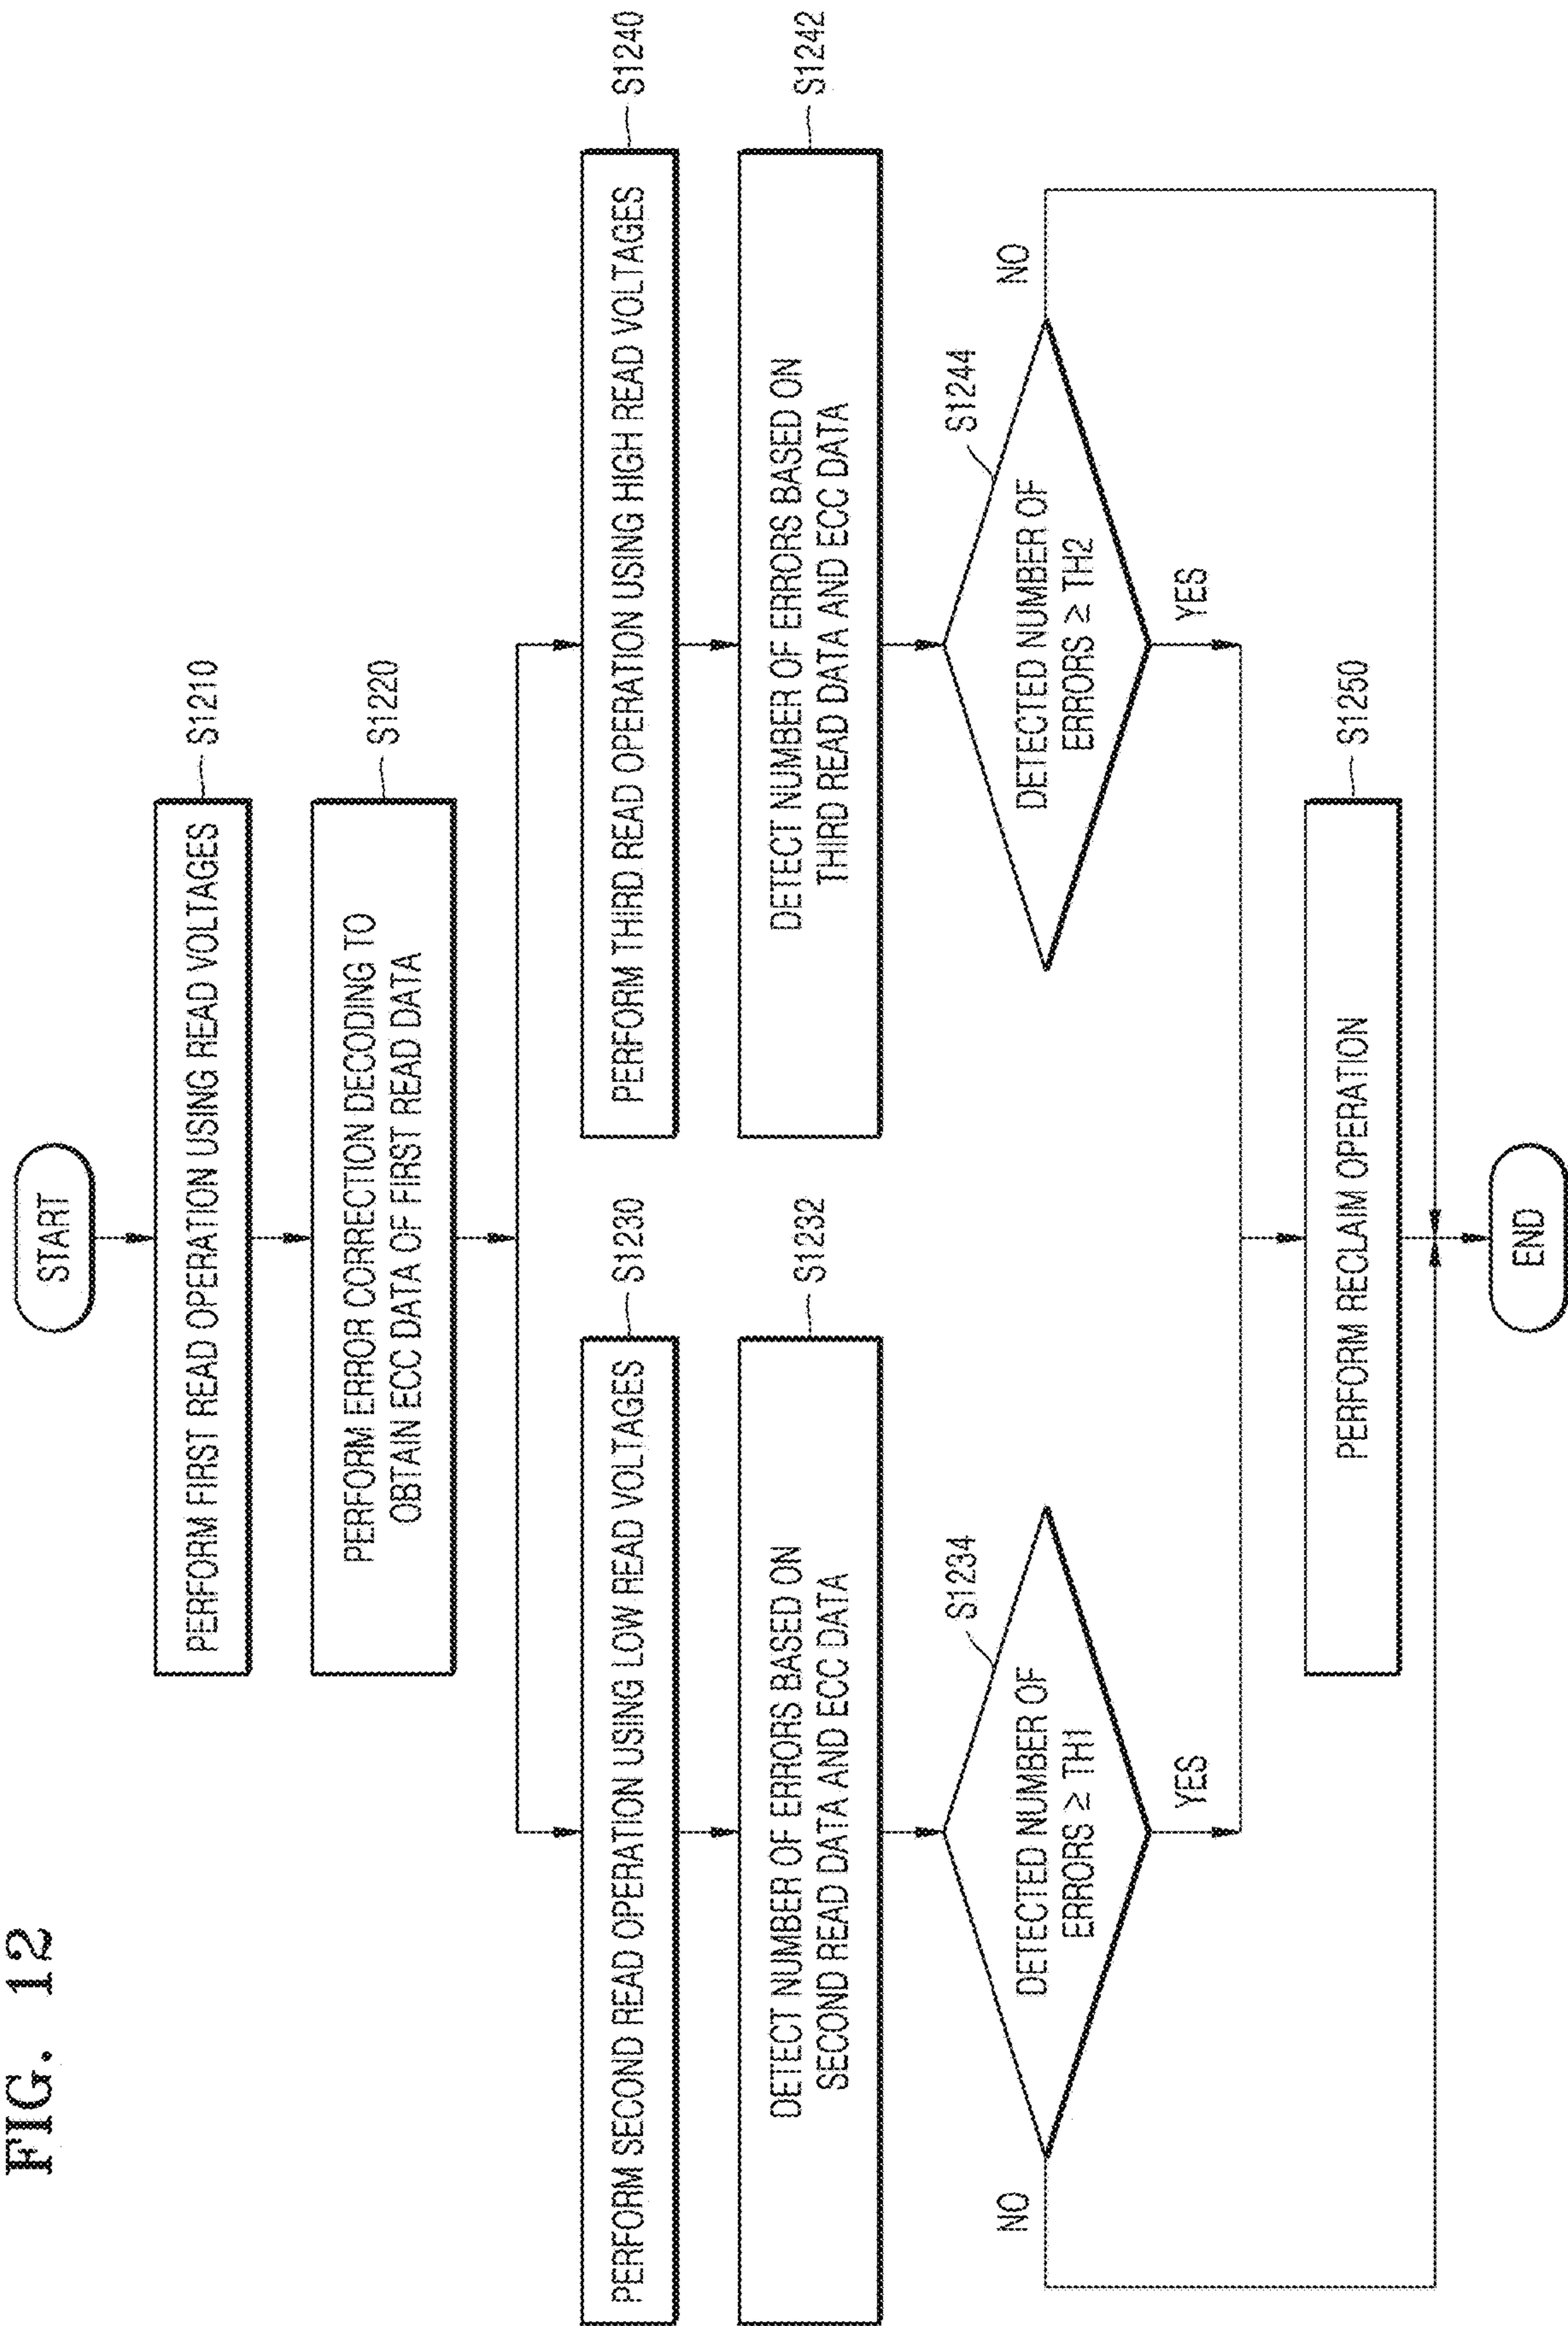 FIG. 12
START
PERFORM FIRST READ OPERATION USING READ VOLTAGES
S1210
PERFORM ERROR CORRECTION DECODING TO
OBTAIN ECC DATA OF FIRST READ DATA
S1220
PERFORM SECOND READ OPERATION USING LOW READ VOLTAGES
S1230
PERFORM THIRD READ OPERATION USING HIGH READ VOLTAGES
S1240
DETECT NUMBER OF ERRORS BASED ON
SECOND READ DATA AND ECC DATA
S1232
DETECT NUMBER OF ERRORS BASED ON
THIRD READ DATA AND ECC DATA
S1242
NO
DETECTED NUMBER OF
ERRORS ≥ TH1
S1234
YES
DETECTED NUMBER OF
ERRORS ≥ TH2
S1244
NO
YES
PERFORM RECLAIM OPERATION
S1250
END